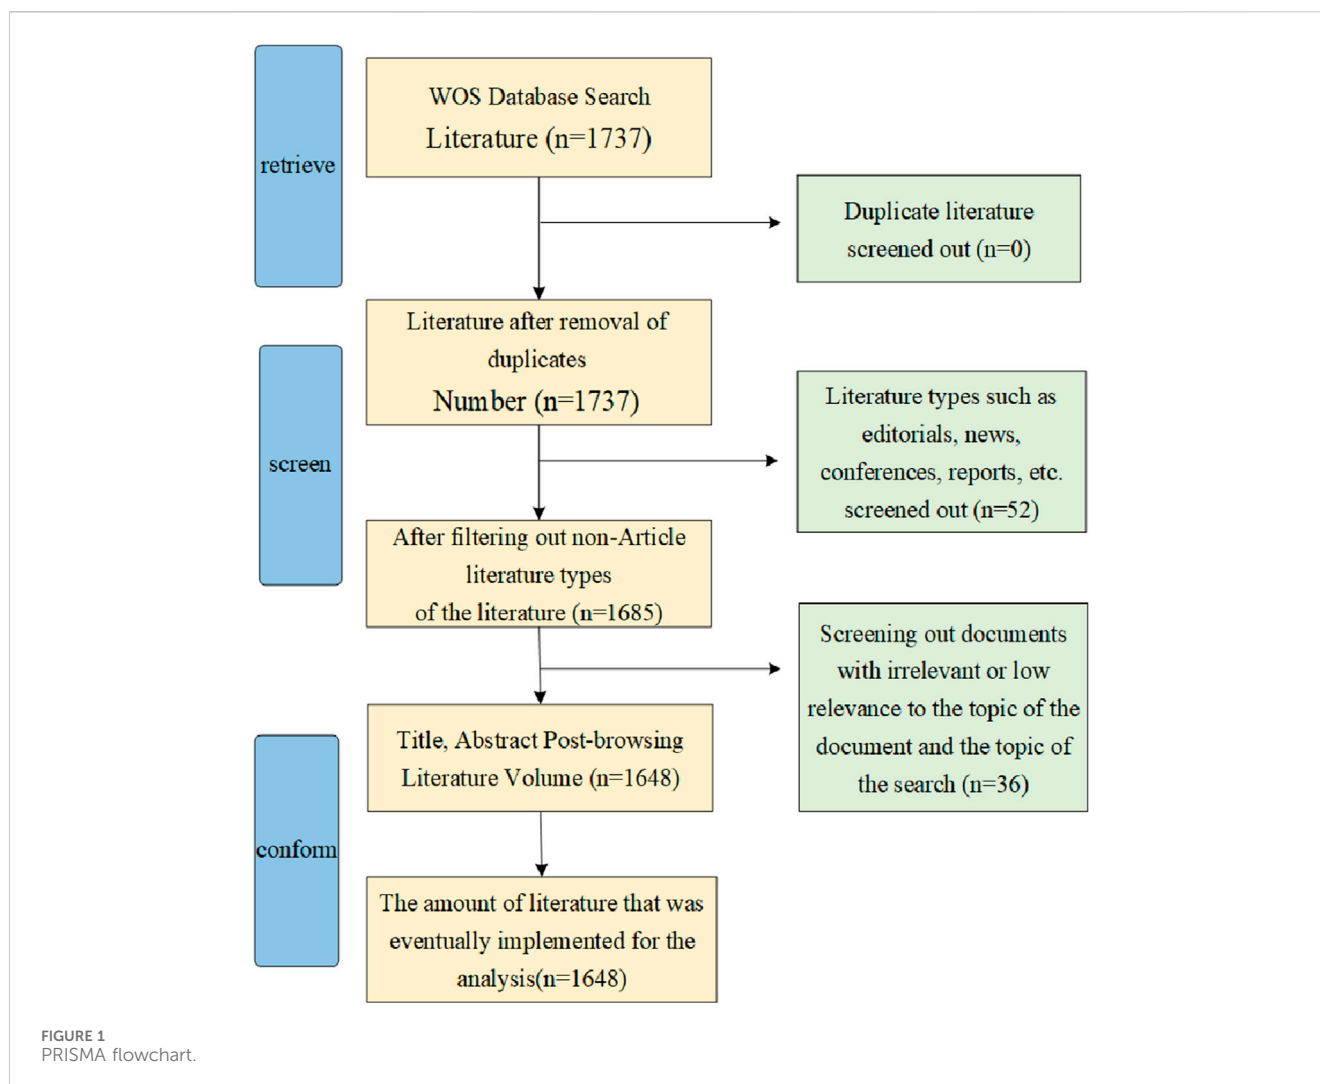 retrieve
WOS Database Search
Literature (n=1737)
Duplicate literature
screened out (n=0)
Literature after removal of
duplicates
Number (n=1737)
screen
Literature types such as
editorials, news,
conferences, reports, etc.
screened out (n=52)
After filtering out non-Article
literature types
of the literature (n=1685)
Screening out documents
with irrelevant or low
relevance to the topic of the
document and the topic of
the search (n=36)
Title, Abstract Post-browsing
Literature Volume (n=1648)
conform
The amount of literature that was
eventually implemented for the
analysis(n=1648)
FIGURE 1
PRISMA flowchart.